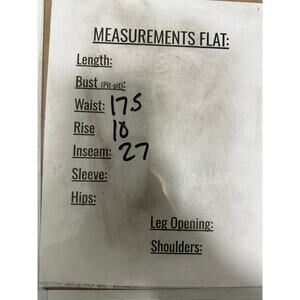 MEASUREMENTS FLAT:
Length:
Bust (Pit-pit):
Waist: 17.5
Rise 10
Inseam: 27
Sleeve:
Hips:
Leg Opening:
Shoulders: